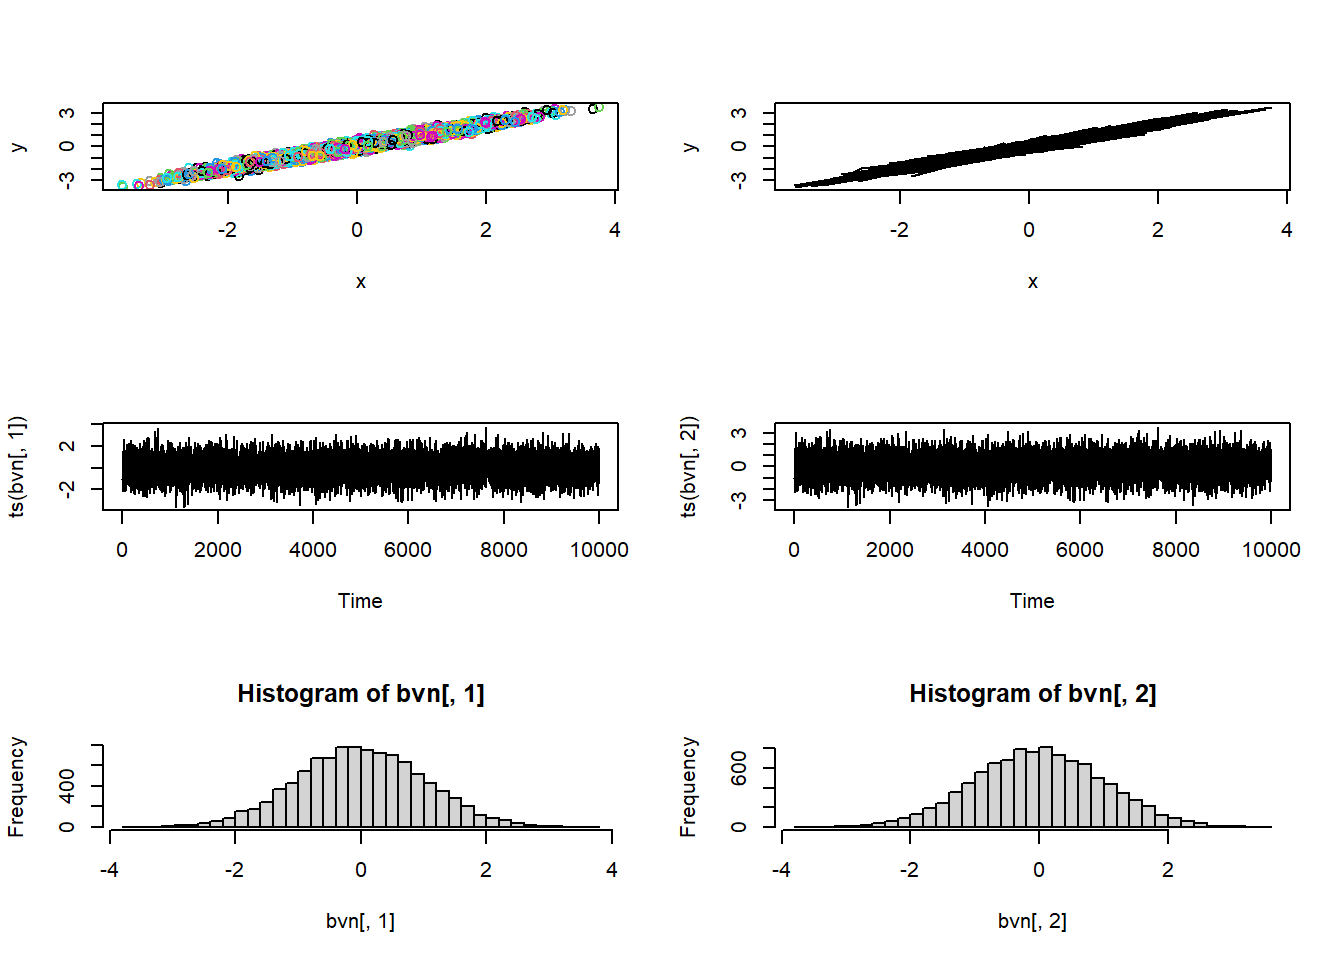 y
3
0
-3
-2 0 2 4
x
y
3
0
-3
-2 0 2 4
x
ts(bvn[, 1])
2
-2
0 2000 4000 6000 8000 10000
Time
ts(bvn[, 2])
3
0
-3
0 2000 4000 6000 8000 10000
Time
Histogram of bvn[, 1]
Frequency
400
0
-4 -2 0 2 4
bvn[, 1]
Histogram of bvn[, 2]
Frequency
600
0
-4 -2 0 2
bvn[, 2]